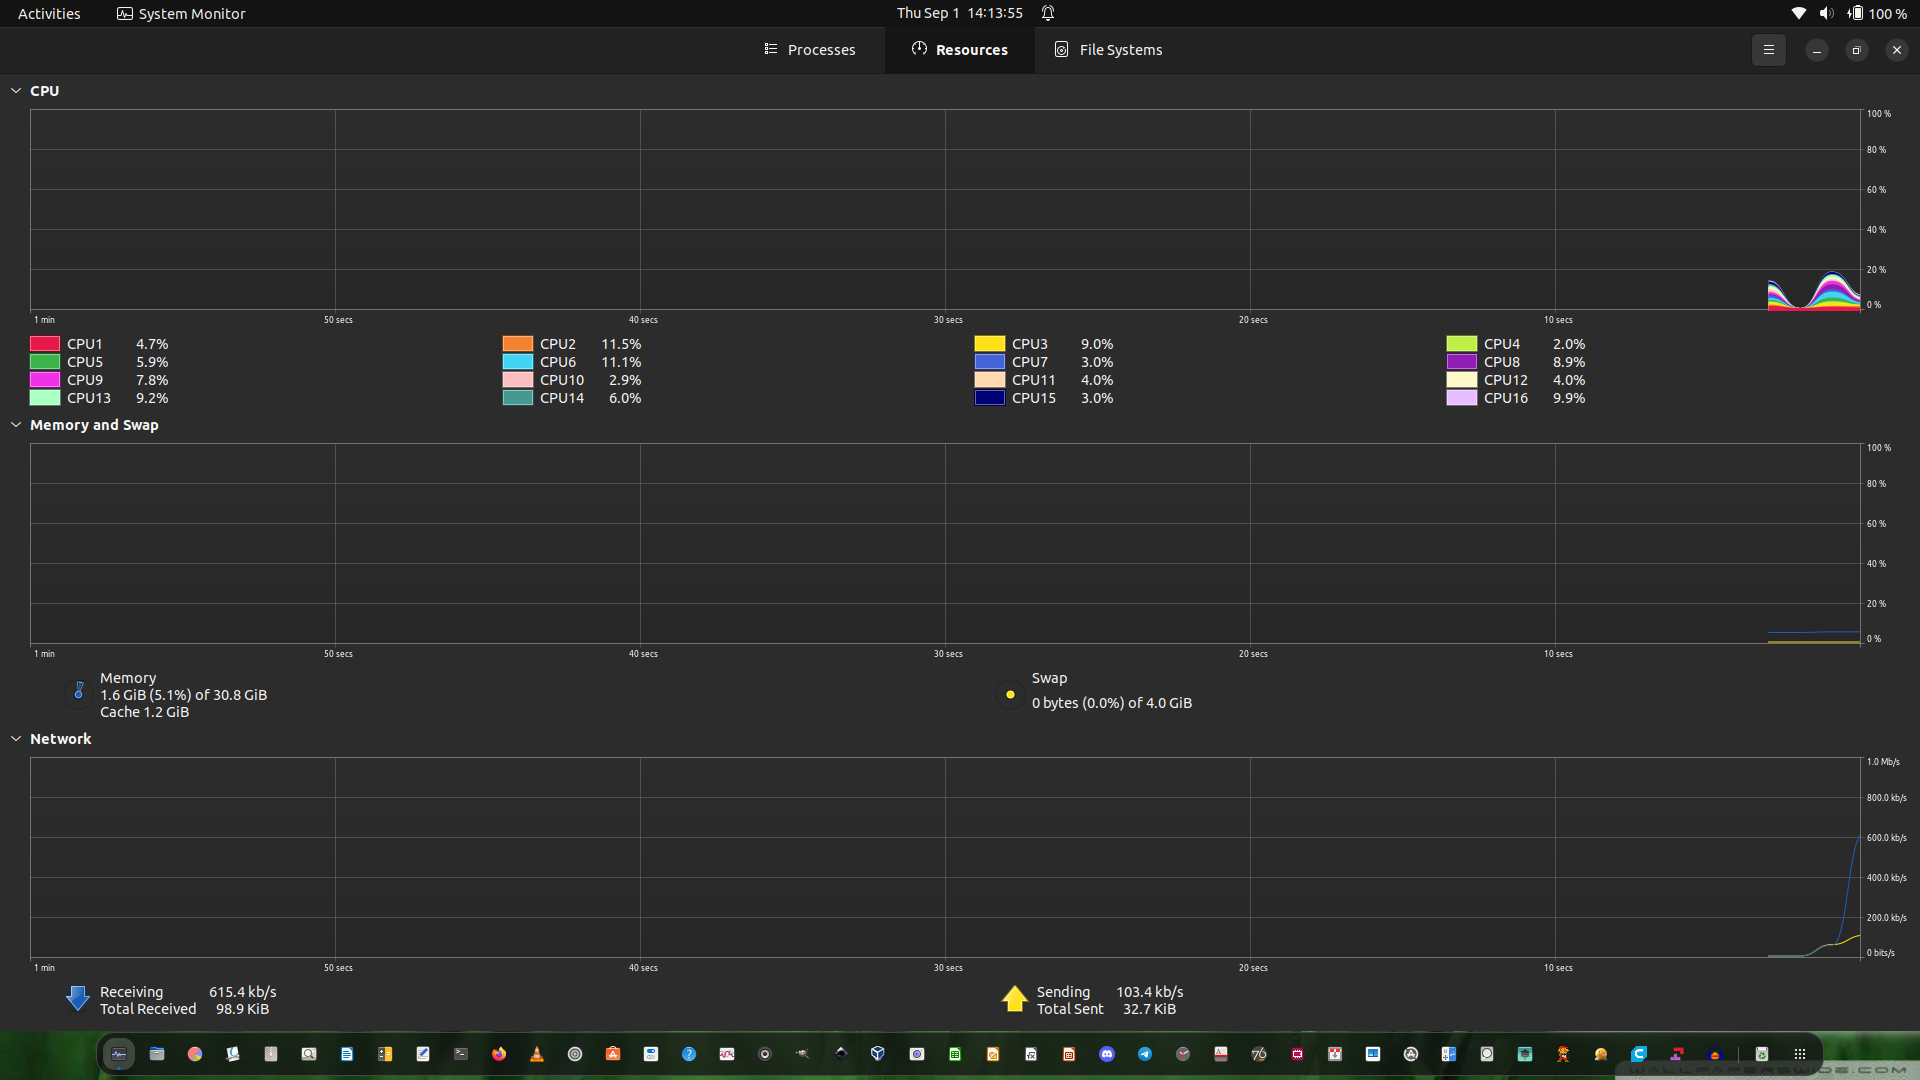 Activities System Monitor Thu Sep 1 14:13:55 100 %
Processes Resources File Systems
CPU
100 %
80 %
60 %
40 %
20 %
0 %
1 min 50 secs 40 secs 30 secs 20 secs 10 secs
CPU1 4.7% CPU2 11.5% CPU3 9.0% CPU4 2.0%
CPU5 5.9% CPU6 11.1% CPU7 3.0% CPU8 8.9%
CPU9 7.8% CPU10 2.9% CPU11 4.0% CPU12 4.0%
CPU13 9.2% CPU14 6.0% CPU15 3.0% CPU16 9.9%
Memory and Swap
100 %
80 %
60 %
40 %
20 %
0 %
1 min 50 secs 40 secs 30 secs 20 secs 10 secs
Memory
1.6 GiB (5.1%) of 30.8 GiB
Cache 1.2 GiB
Swap
0 bytes (0.0%) of 4.0 GiB
Network
1.0 Mb/s
800.0 kb/s
600.0 kb/s
400.0 kb/s
200.0 kb/s
0 bits/s
1 min 50 secs 40 secs 30 secs 20 secs 10 secs
Receiving 615.4 kb/s
Total Received 98.9 KiB
Sending 103.4 kb/s
Total Sent 32.7 KiB
76
WALLPAPERSWIDE.COM